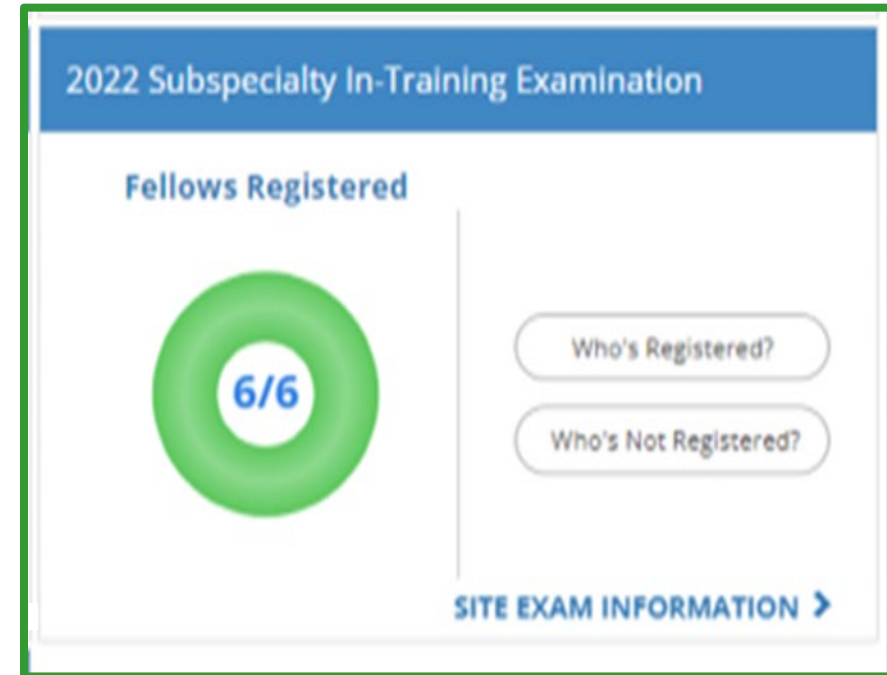 2022 Subspecialty In-Training Examination
Fellows Registered
6/6
Who's Registered?
Who's Not Registered?
SITE EXAM INFORMATION >